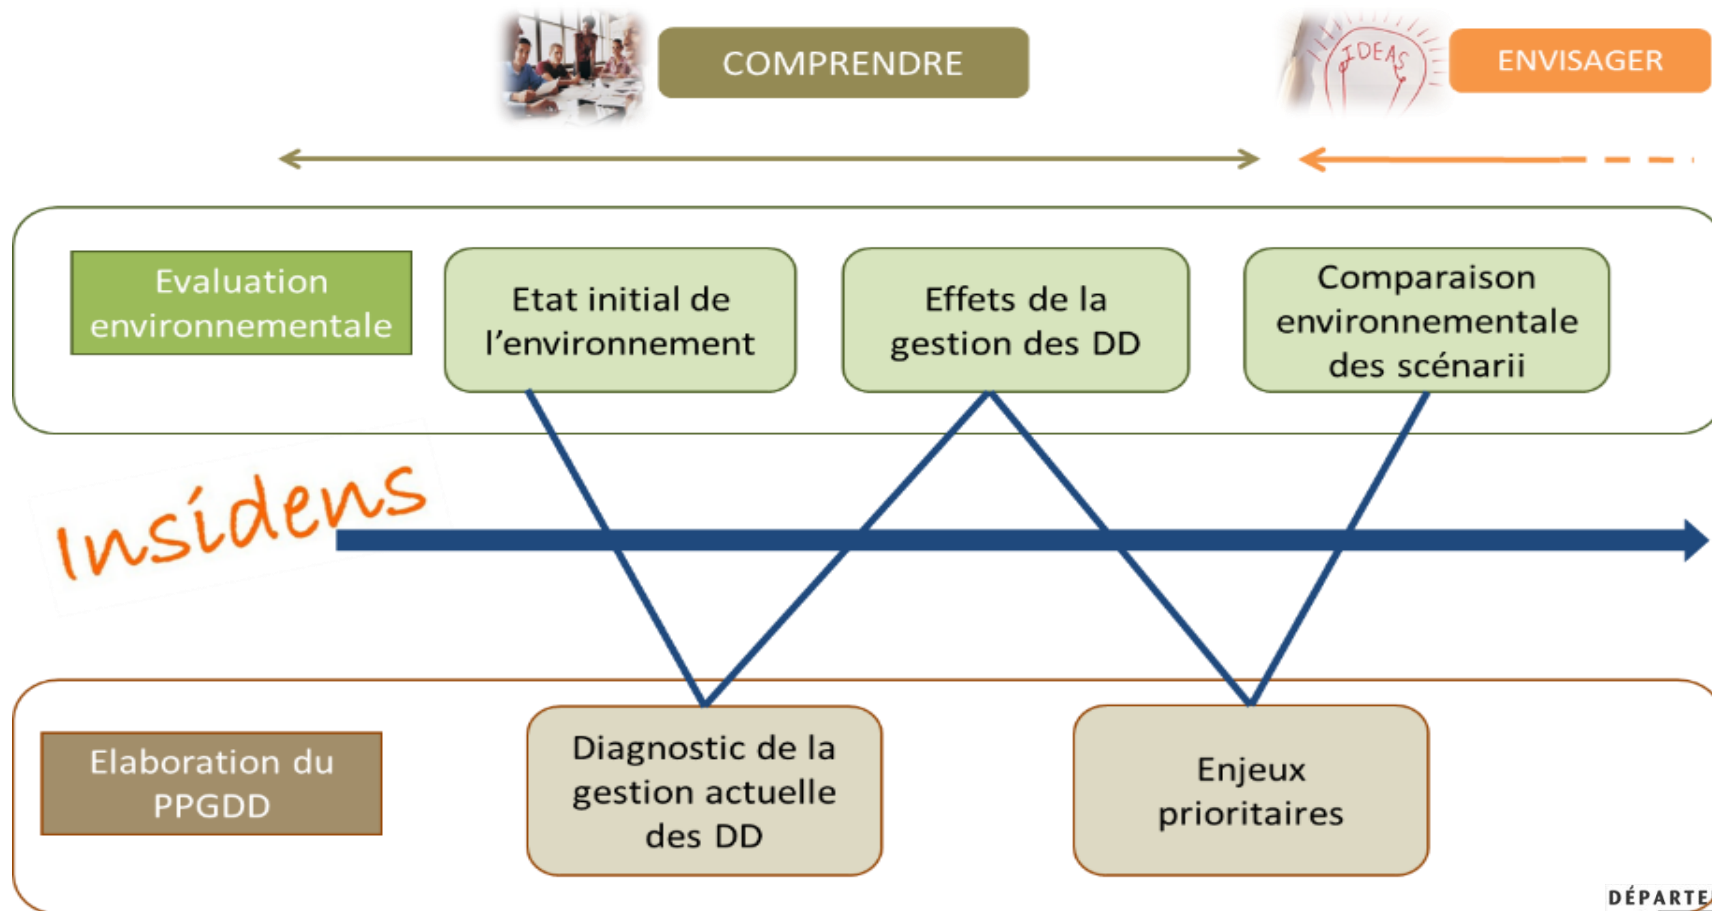 COMPRENDRE
IDEAS
ENVISAGER
Evaluation
environnementale
Etat initial de
l'environnement
Effets de la
gestion des DD
Comparaison
environnementale
des scénarii
Insidens
Elaboration du
PPGDD
Diagnostic de la
gestion actuelle
des DD
Enjeux
prioritaires
DÉPARTE